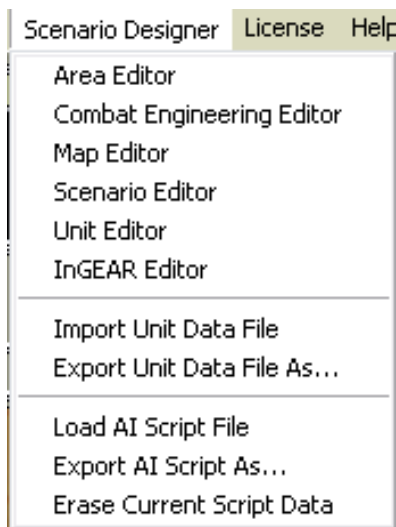 Scenario Designer License Help
Area Editor
Combat Engineering Editor
Map Editor
Scenario Editor
Unit Editor
InGEAR Editor
Import Unit Data File
Export Unit Data File As...
Load AI Script File
Export AI Script As...
Erase Current Script Data